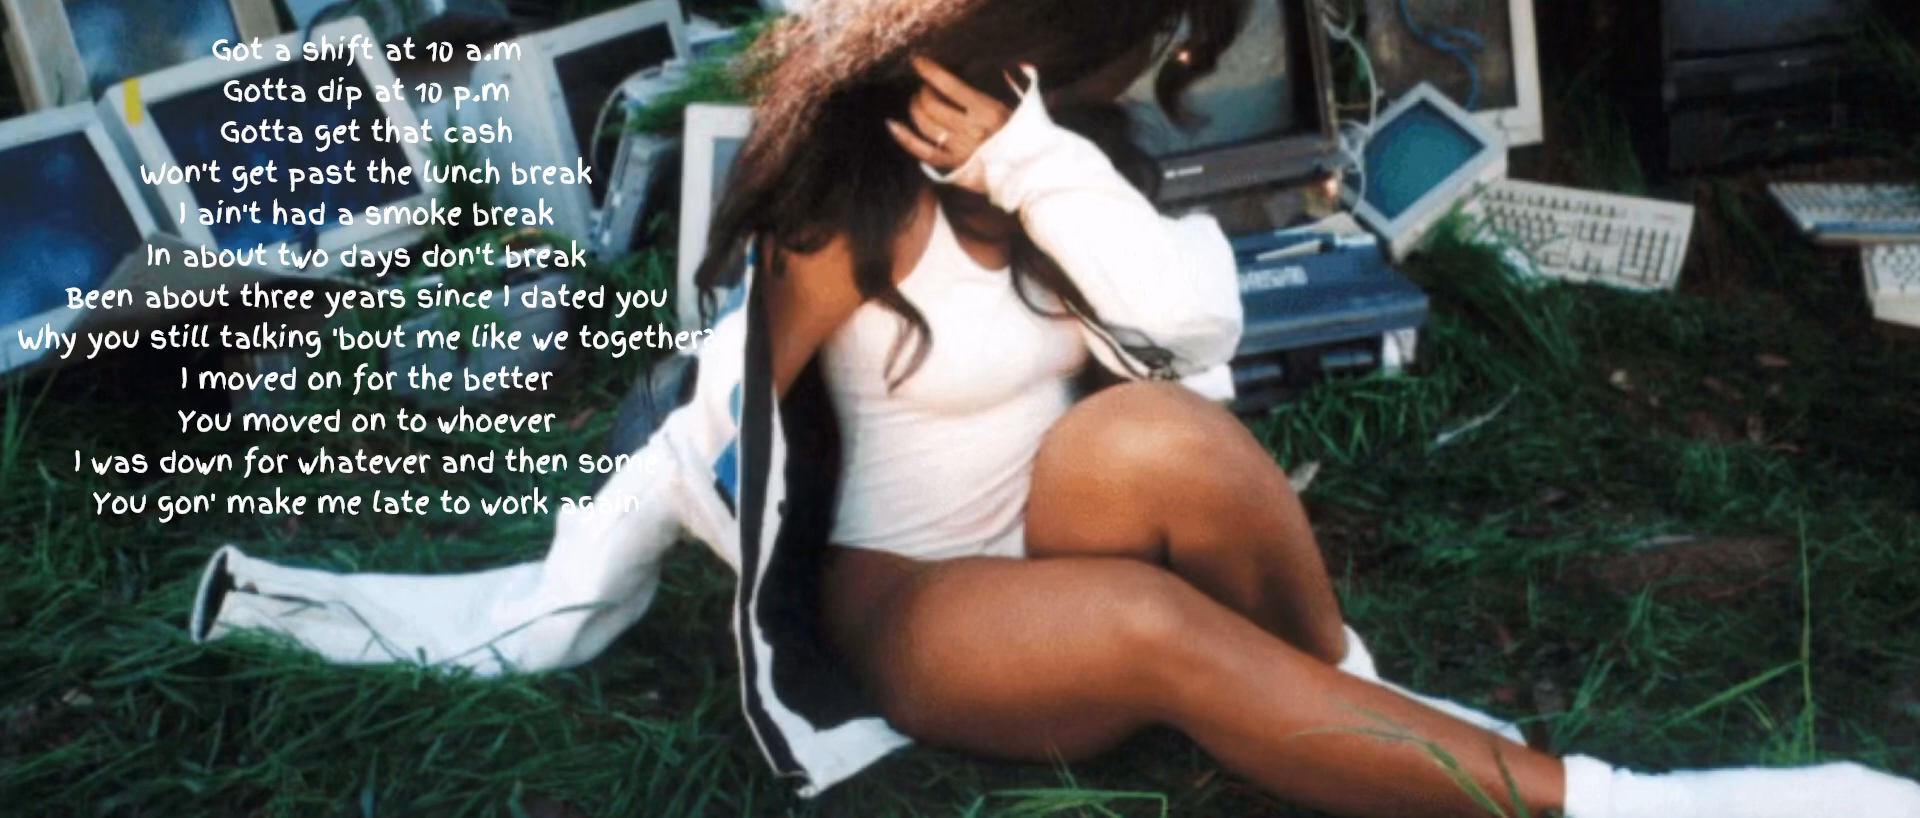 Got a shift at 10 a.m
Gotta dip at 10 p.m
Gotta get that cash
Won't get past the lunch break
I ain't had a smoke break
In about two days don't break
Been about three years since I dated you
Why you still talking 'bout me like we together?
I moved on for the better
You moved on to whoever
I was down for whatever and then some
You gon' make me late to work again